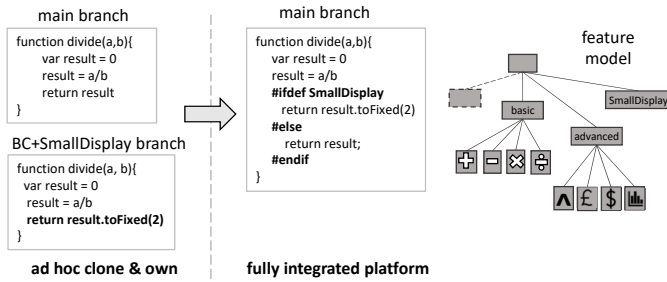 main branch
function divide(a,b){
var result = 0
result = a/b
return result
}
BC+SmallDisplay branch
function divide(a, b){
var result = 0
result = a/b
return result.toFixed(2)
}
ad hoc clone & own
main branch
function divide(a,b){
var result = 0
result = a/b
#ifdef SmallDisplay
return result.toFixed(2)
#else
return result;
#endif
}
fully integrated platform
feature
model
SmallDisplay
basic
advanced
+ − × ÷
∧ £ $